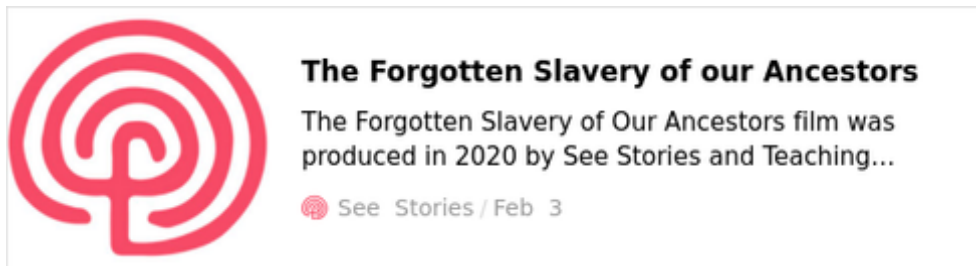 The Forgotten Slavery of our Ancestors
The Forgotten Slavery of Our Ancestors film was
produced in 2020 by See Stories and Teaching...
See Stories / Feb 3